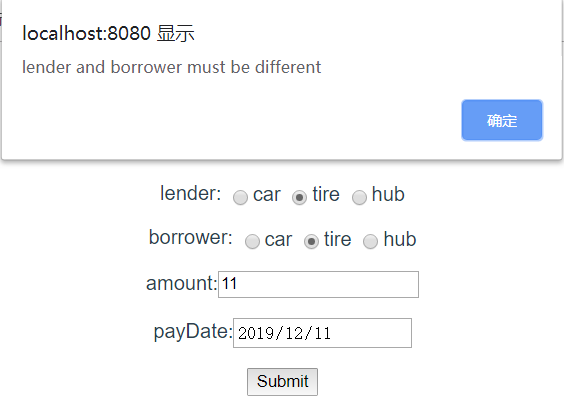 localhost:8080 显示
lender and borrower must be different
确定
lender: car tire hub
borrower: car tire hub
amount: 11
payDate: 2019/12/11
Submit